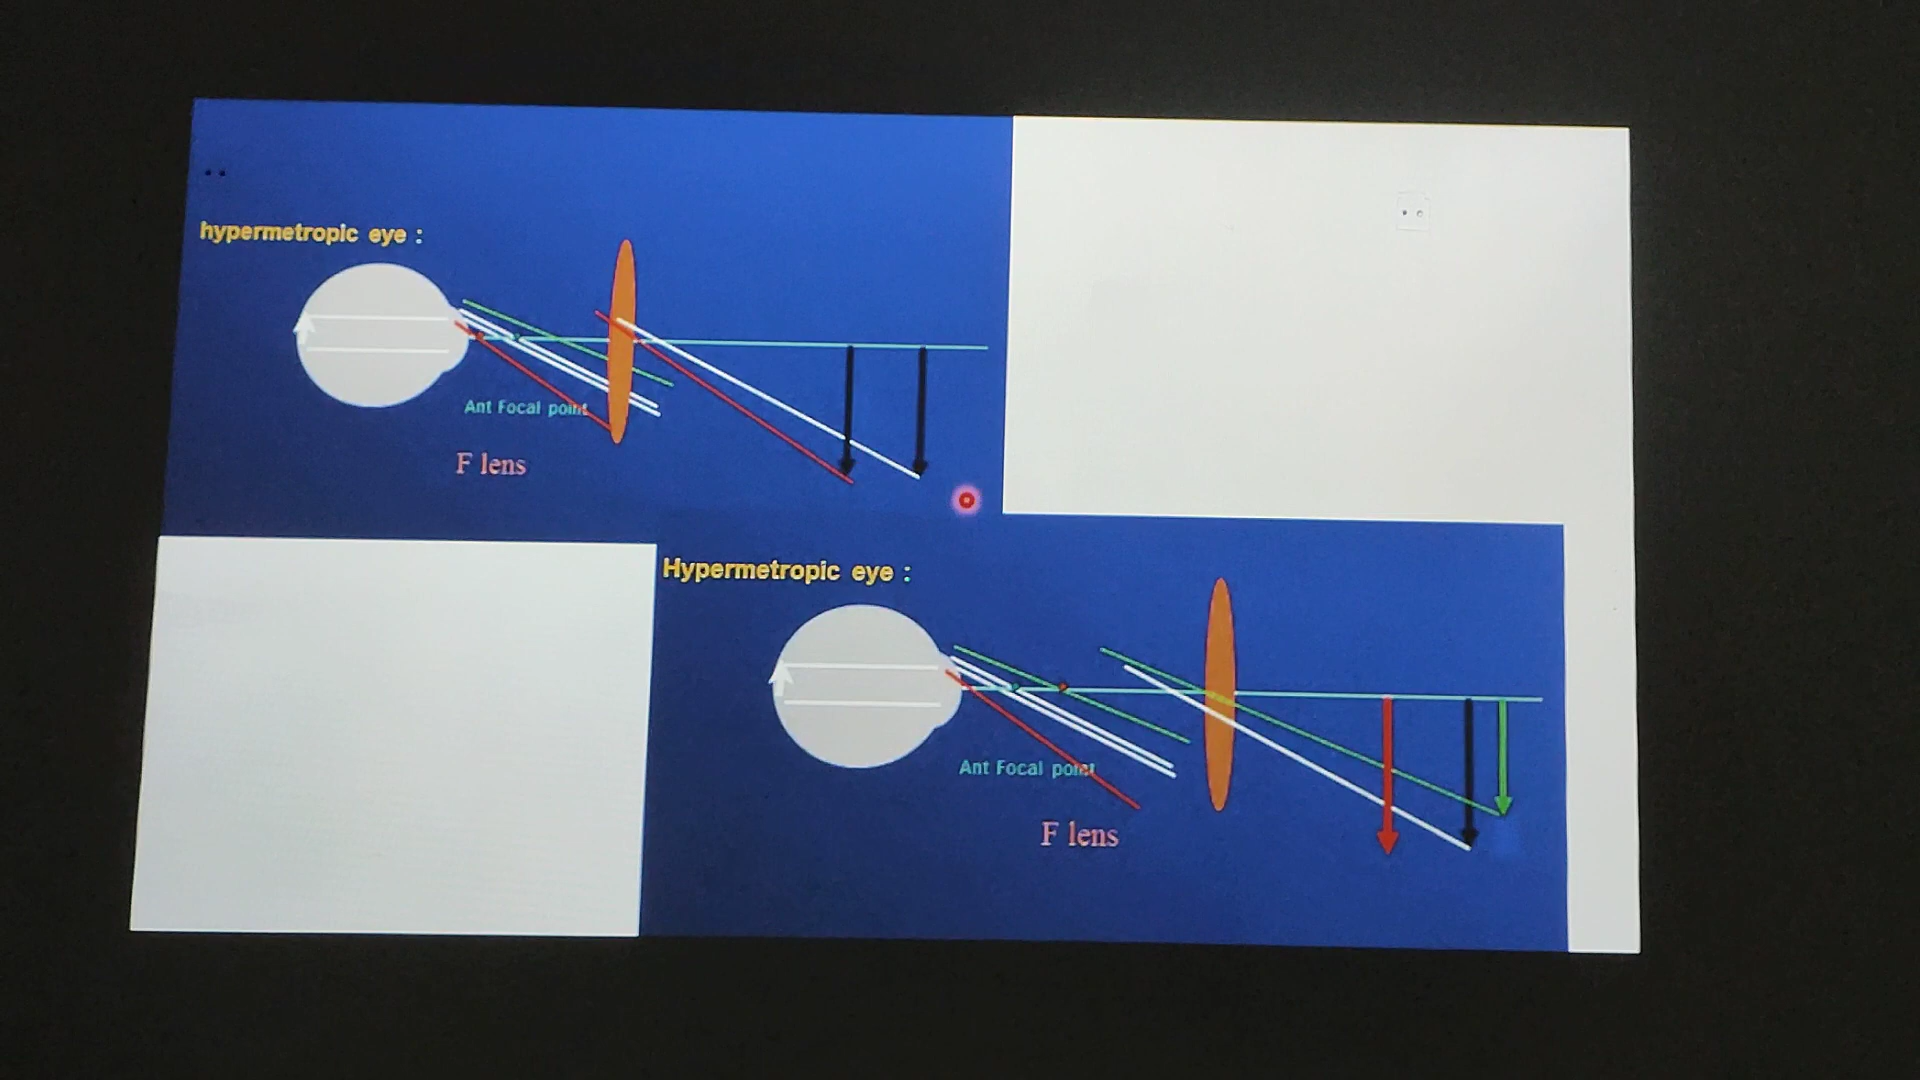 hypermetropic eye :
Ant Focal point
F lens
Hypermetropic eye :
Ant Focal point
F lens